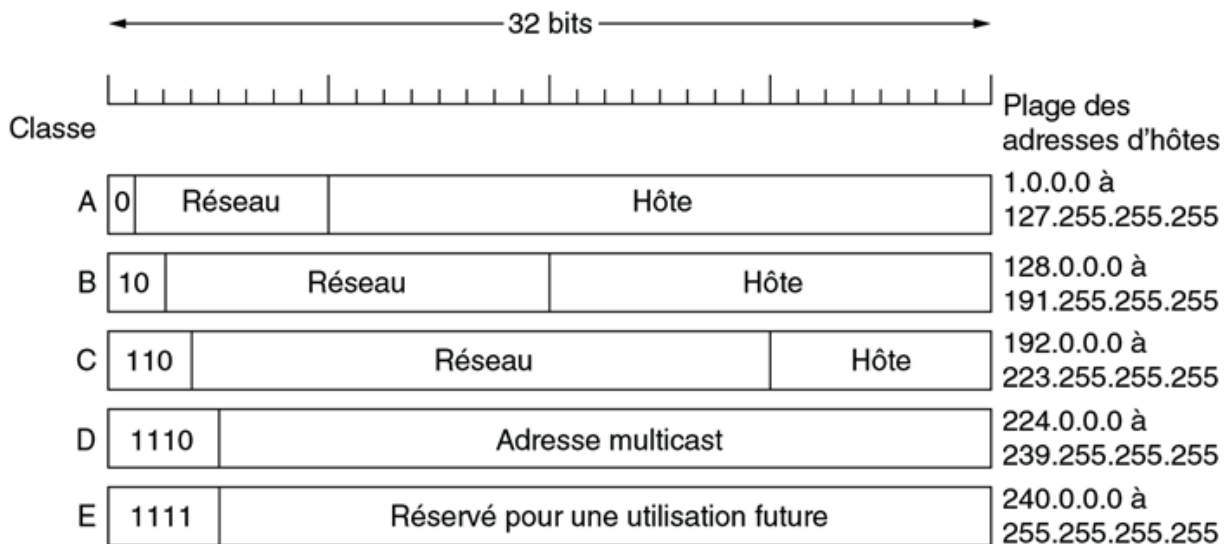 32 bits
Classe
Plage des
adresses d'hôtes
A 0 Réseau Hôte 1.0.0.0 à
127.255.255.255
B 10 Réseau Hôte 128.0.0.0 à
191.255.255.255
C 110 Réseau Hôte 192.0.0.0 à
223.255.255.255
D 1110 Adresse multicast 224.0.0.0 à
239.255.255.255
E 1111 Réservé pour une utilisation future 240.0.0.0 à
255.255.255.255